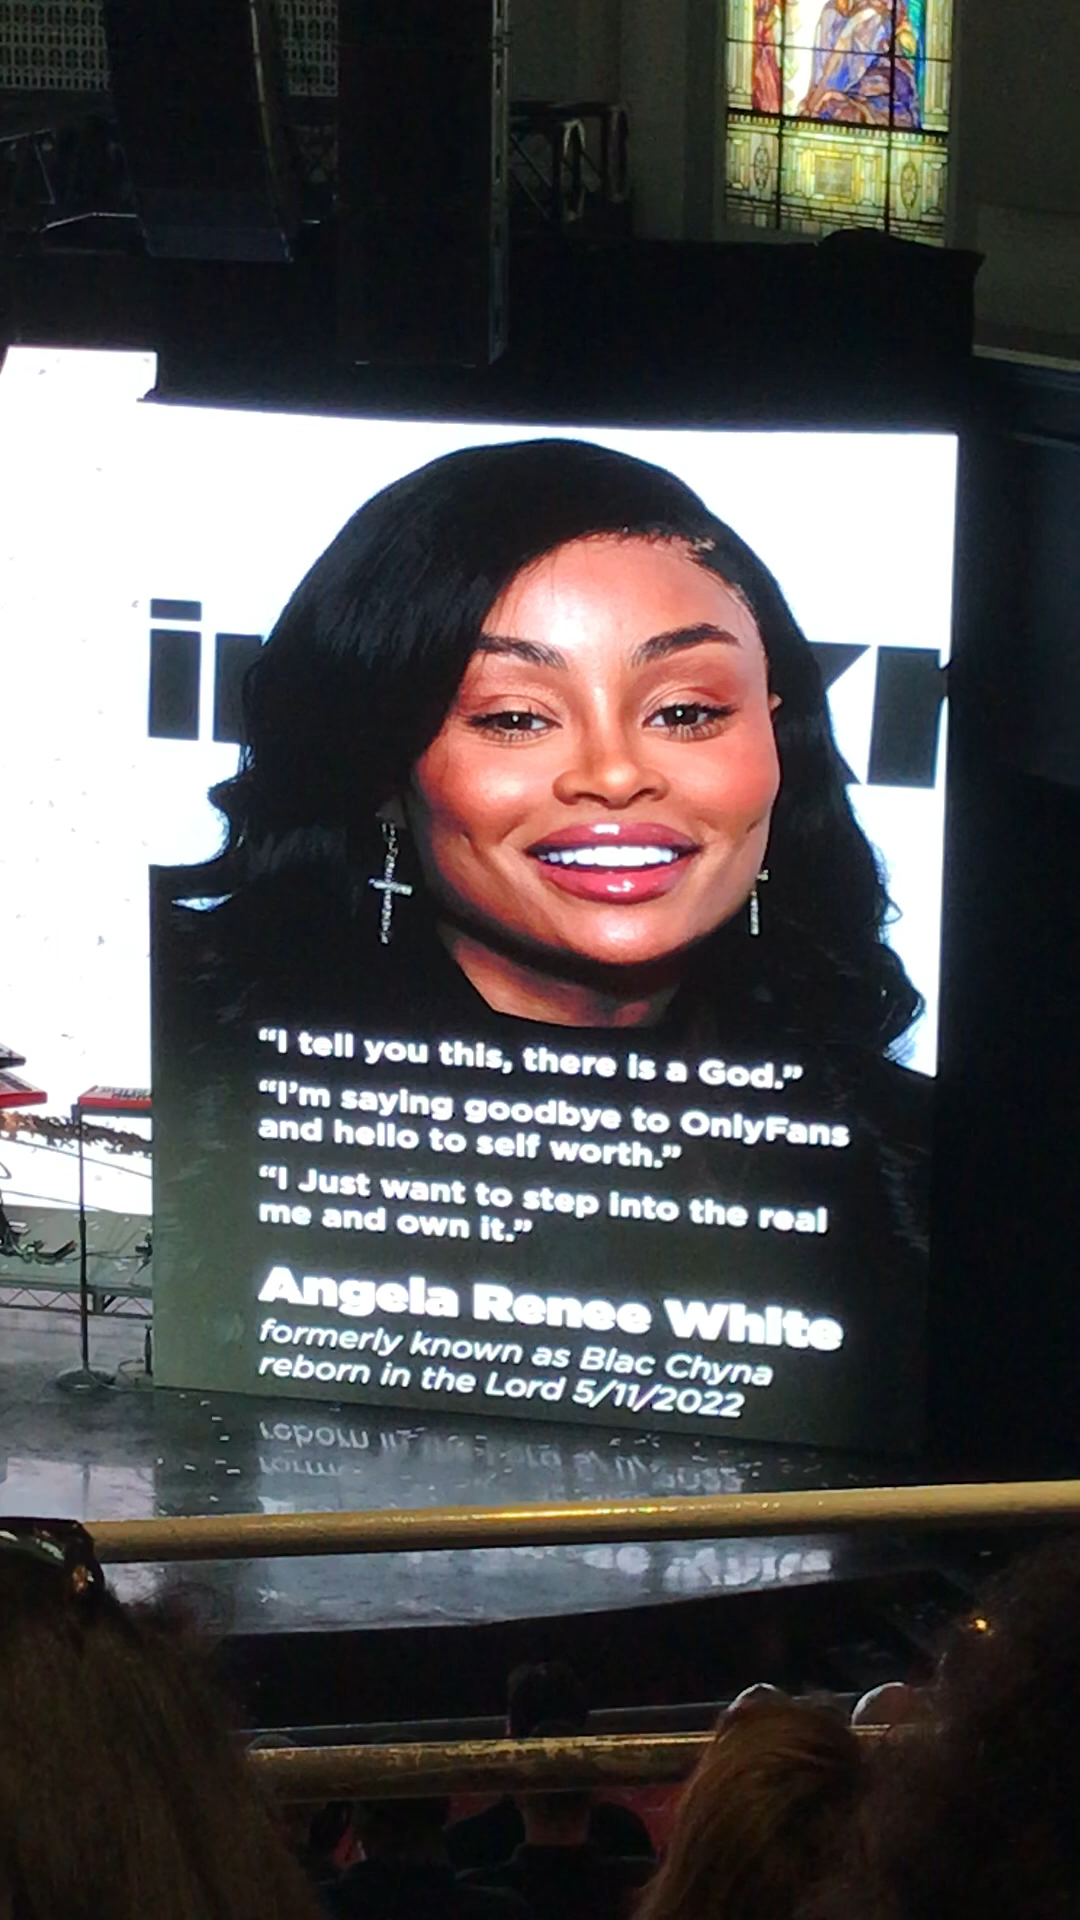 “I tell you this, there is a God.”
“I’m saying goodbye to OnlyFans
and hello to self worth.”
“I Just want to step into the real
me and own it.”
Angela Renee White
formerly known as Blac Chyna
reborn in the Lord 5/11/2022